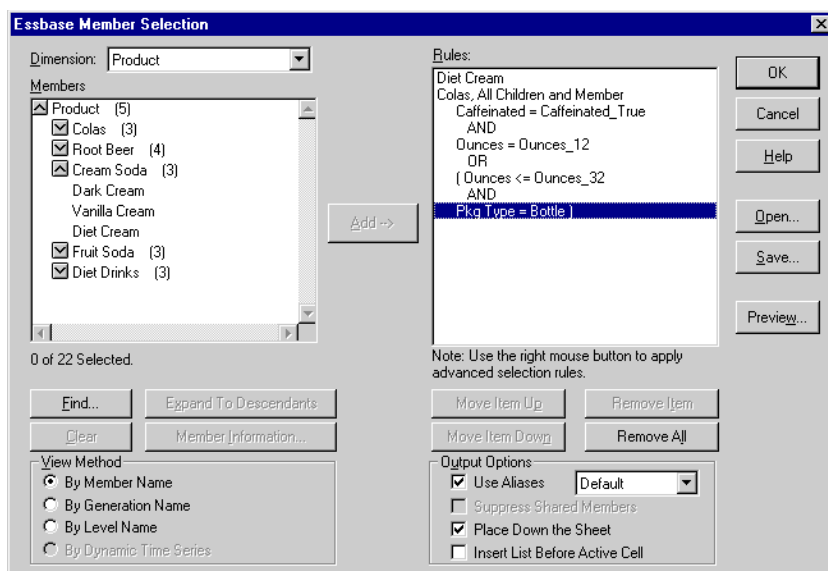 Essbase Member Selection
Dimension: Product
Members
Product (5)
Colas (3)
Root Beer (4)
Cream Soda (3)
Dark Cream
Vanilla Cream
Diet Cream
Fruit Soda (3)
Diet Drinks (3)
0 of 22 Selected.
Find...
Expand To Descendants
Clear
Member Information...
View Method
By Member Name
By Generation Name
By Level Name
By Dynamic Time Series
Add -->
Rules:
Diet Cream
Colas, All Children and Member
Caffeinated = Caffeinated_True
AND
Ounces = Ounces_12
OR
( Ounces <= Ounces_32
AND
Pkg Type = Bottle )
Note: Use the right mouse button to apply
advanced selection rules.
Move Item Up
Remove Item
Move Item Down
Remove All
Output Options
Use Aliases
Default
Suppress Shared Members
Place Down the Sheet
Insert List Before Active Cell
OK
Cancel
Help
Open...
Save...
Preview...